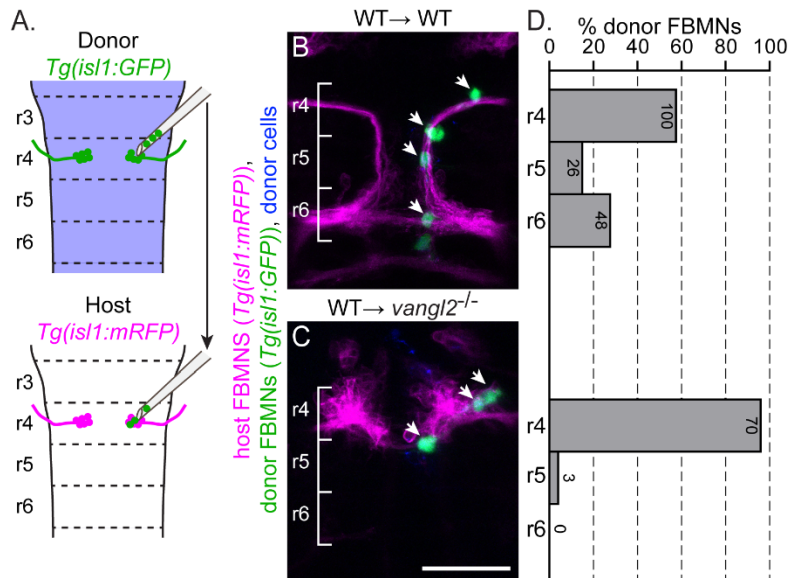 A.
Donor
Tg(isl1:GFP)
r3
r4
r5
r6
Host
Tg(isl1:mRFP)
r3
r4
r5
r6
host FBMNS (Tg(isl1:mRFP)),
donor FBMNs (Tg(isl1:GFP)), donor cells
WT→ WT
B
r4
r5
r6
WT→ vangl2-/-
C
r4
r5
r6
D.
% donor FBMNs
0 20 40 60 80 100
r4 100
r5 26
r6 48
r4 70
r5 3
r6 0